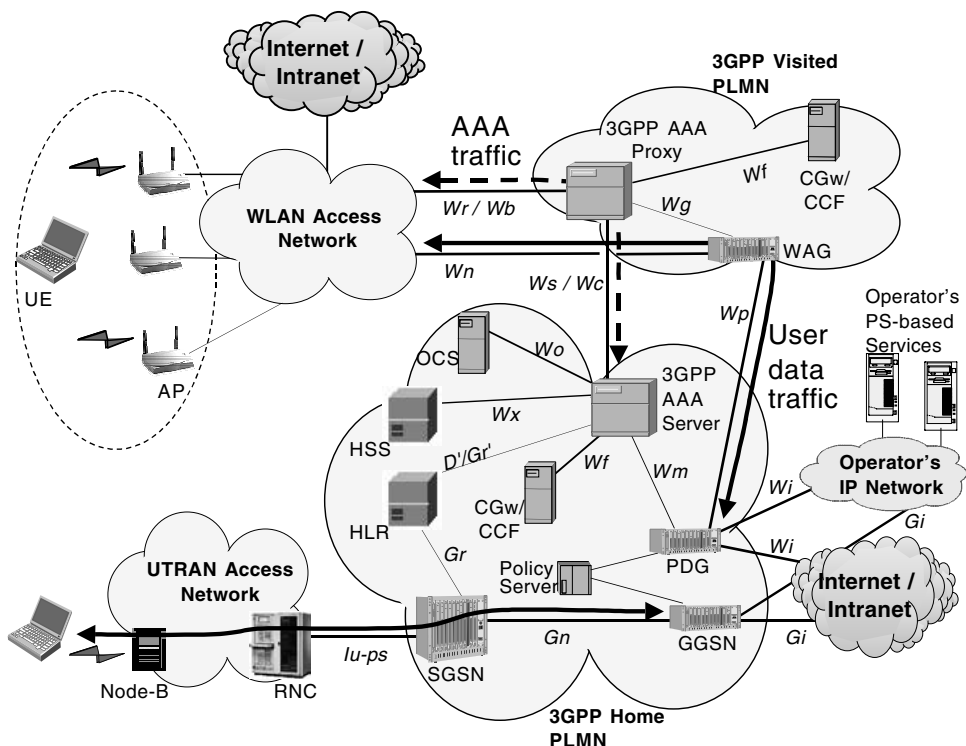 Internet /
Intranet
3GPP Visited
PLMN
AAA
traffic
3GPP AAA
Proxy
Wf
CGw/
CCF
WLAN Access
Network
Wr / Wb
Wg
WAG
UE
Wn
Ws / Wc
Wp
Operator's
PS-based
Services
AP
OCS
Wo
3GPP
AAA
Server
User
data
traffic
HSS
Wx
D'/Gr'
Wf
Wm
Operator's
IP Network
HLR
CGw/
CCF
Wi
Gi
Gr
PDG
Wi
UTRAN Access
Network
Policy
Server
Internet /
Intranet
Iu-ps
Gn
GGSN
Gi
Node-B
RNC
SGSN
3GPP Home
PLMN